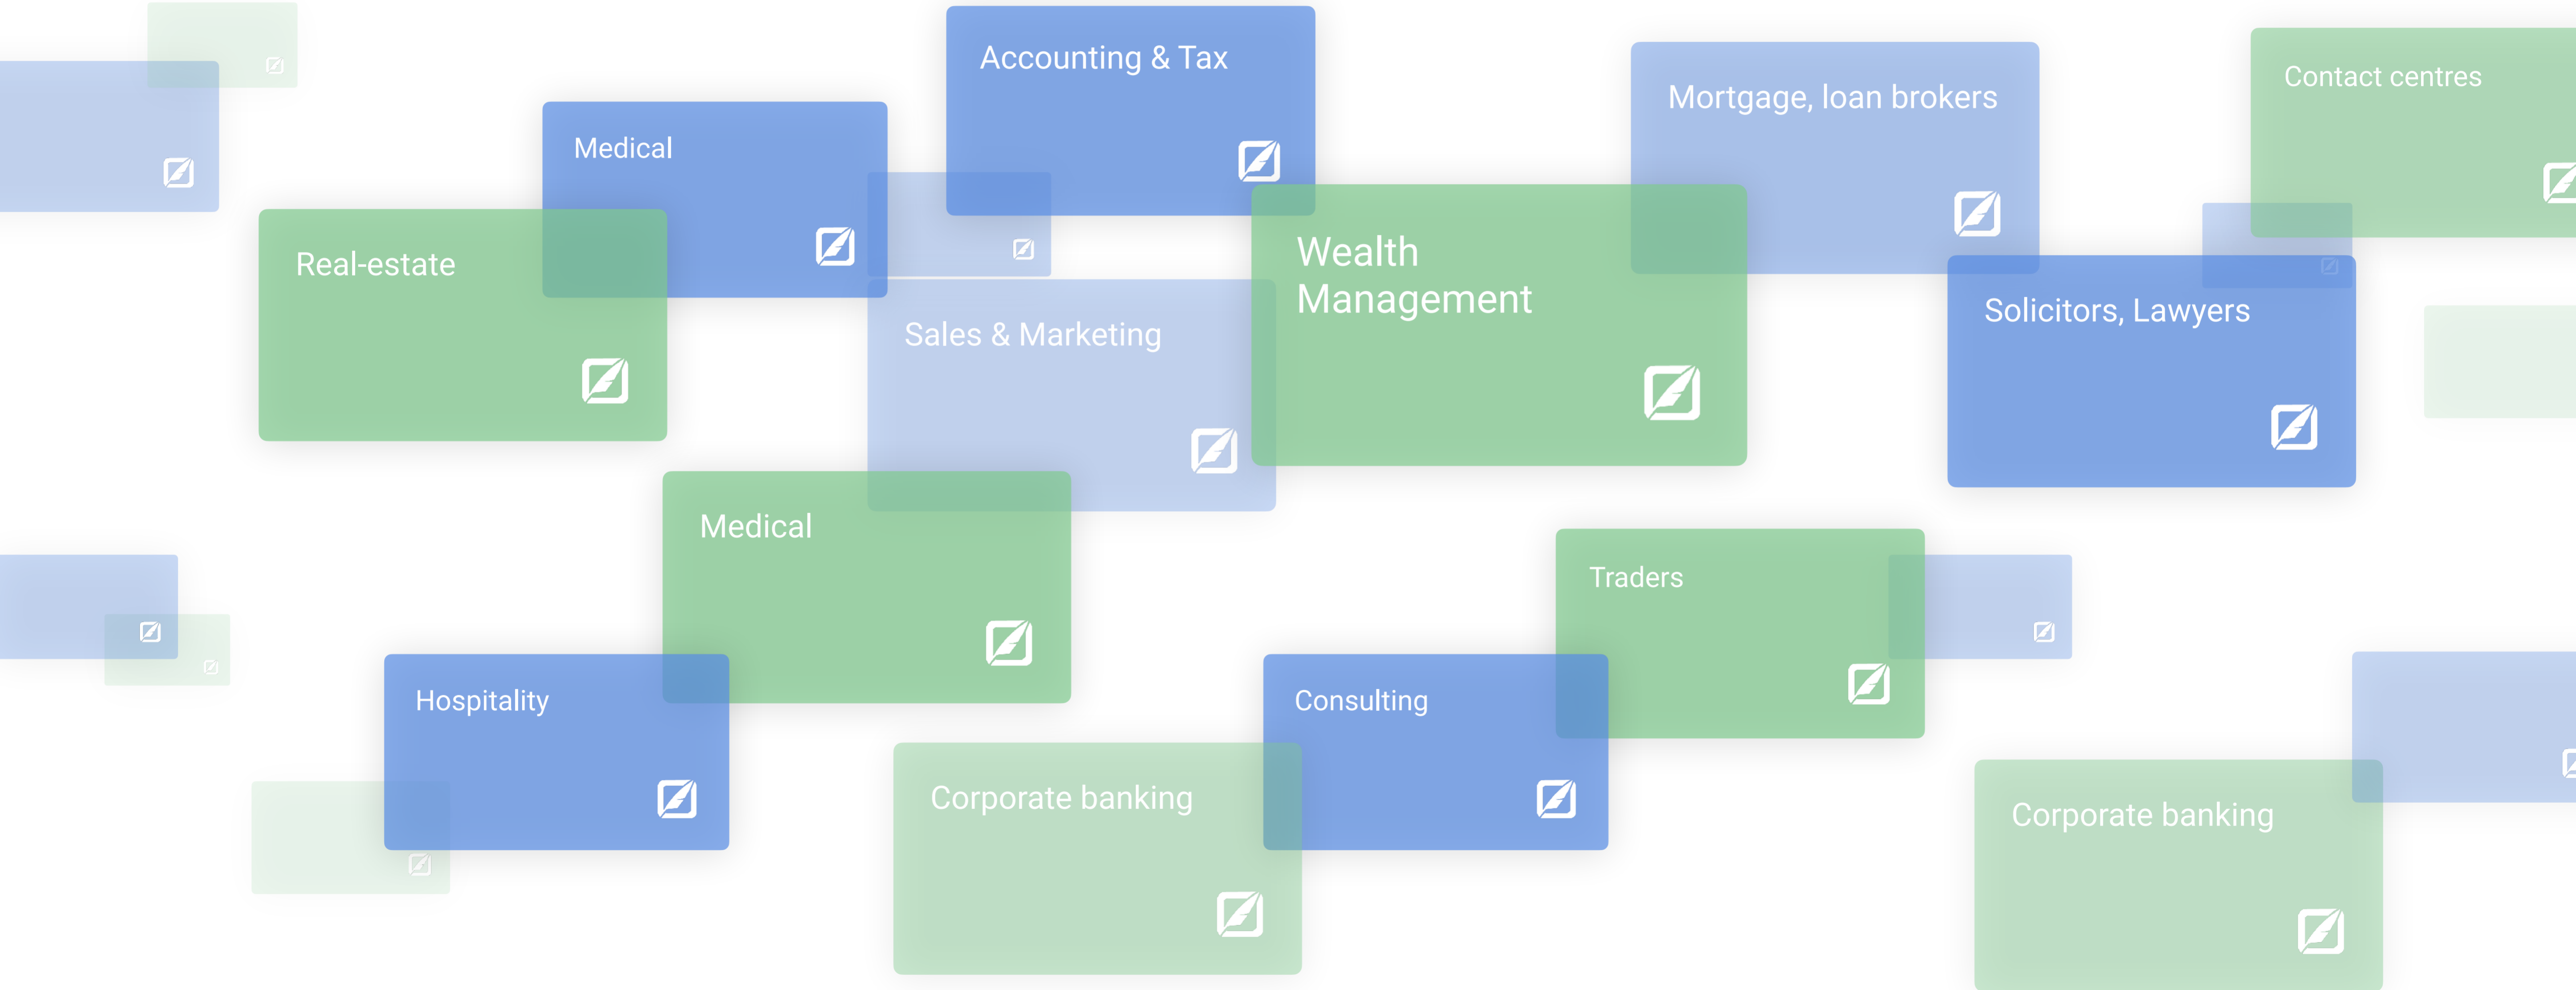 Accounting & Tax
Contact centres
Mortgage, loan brokers
Medical
Wealth
Management
Real-estate
Solicitors, Lawyers
Sales & Marketing
Medical
Traders
Hospitality
Consulting
Corporate banking
Corporate banking